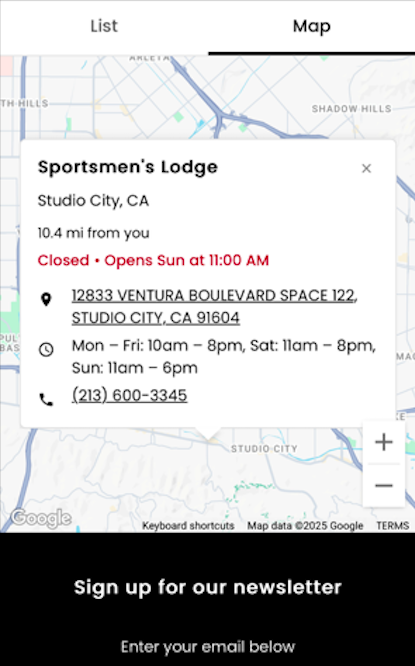 List Map
ARLETA
TH HILLS
SHADOW HILLS
Sportsmen's Lodge ×
Studio City, CA
10.4 mi from you
Closed • Opens Sun at 11:00 AM
12833 VENTURA BOULEVARD SPACE 122,
STUDIO CITY, CA 91604
PUL
BAS
Mon – Fri: 10am – 8pm, Sat: 11am – 8pm,
Sun: 11am – 6pm
(213) 600-3345
KE
MAG
+
STUDIO CITY
−
Google
Keyboard shortcuts Map data ©2025 Google TERMS
Sign up for our newsletter
Enter your email below